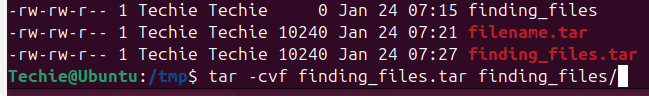 -rw-rw-r-- 1 Techie Techie     0 Jan 24 07:15 finding_files
-rw-rw-r-- 1 Techie Techie 10240 Jan 24 07:21 filename.tar
-rw-rw-r-- 1 Techie Techie 10240 Jan 24 07:27 finding_files.tar
Techie@Ubuntu:/tmp$ tar -cvf finding_files.tar finding_files/